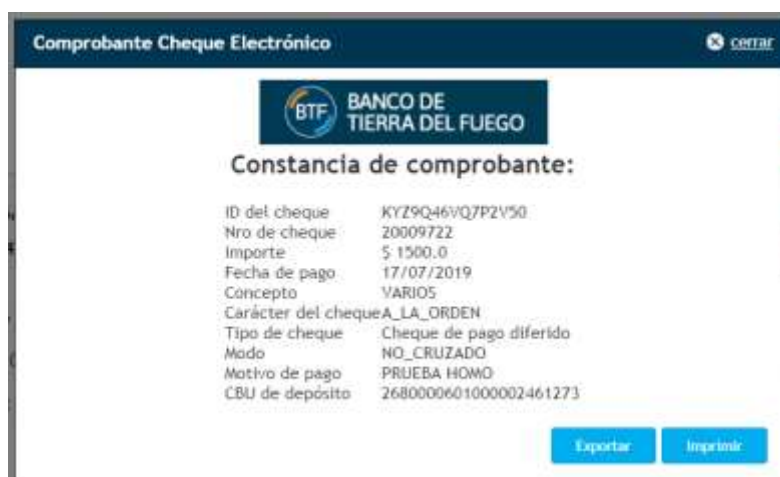 Comprobante Cheque Electrónico
cerrar
BTF BANCO DE
TIERRA DEL FUEGO
Constancia de comprobante:
ID del cheque KYZ9Q46VQ7P2V50
Nro de cheque 20009722
Importe $ 1500.0
Fecha de pago 17/07/2019
Concepto VARIOS
Carácter del cheque A_LA_ORDEN
Tipo de cheque Cheque de pago diferido
Modo NO_CRUZADO
Motivo de pago PRUEBA HOMO
CBU de depósito 2680000601000002461273
Exportar Imprimir